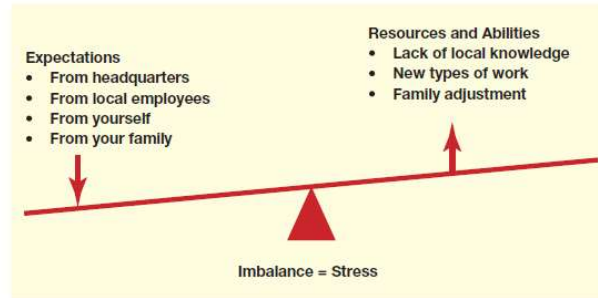 Expectations
• From headquarters
• From local employees
• From yourself
• From your family
Resources and Abilities
• Lack of local knowledge
• New types of work
• Family adjustment
Imbalance = Stress